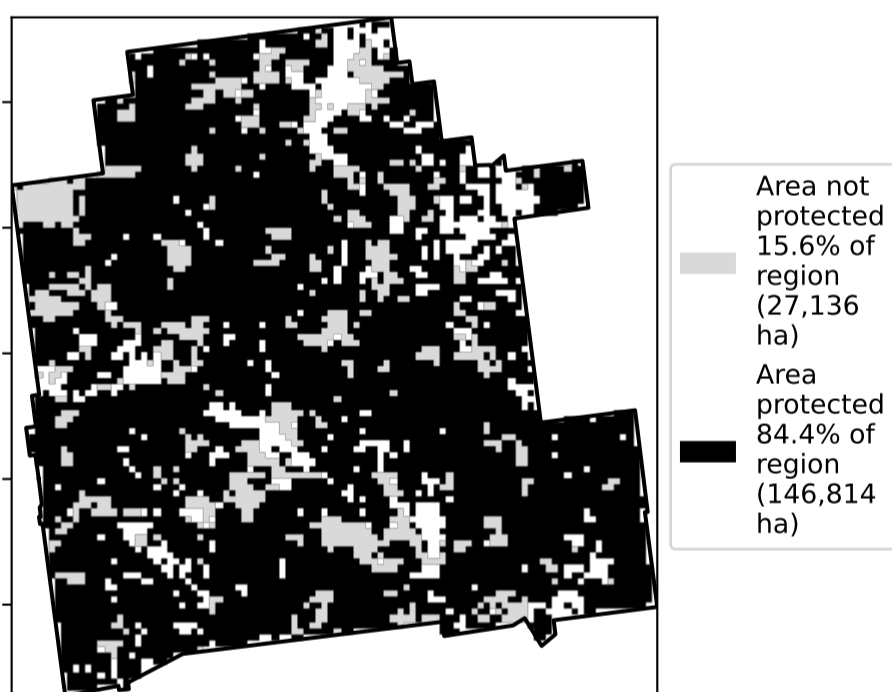 Area not
protected
15.6% of
region
(27,136
ha)
Area
protected
84.4% of
region
(146,814
ha)